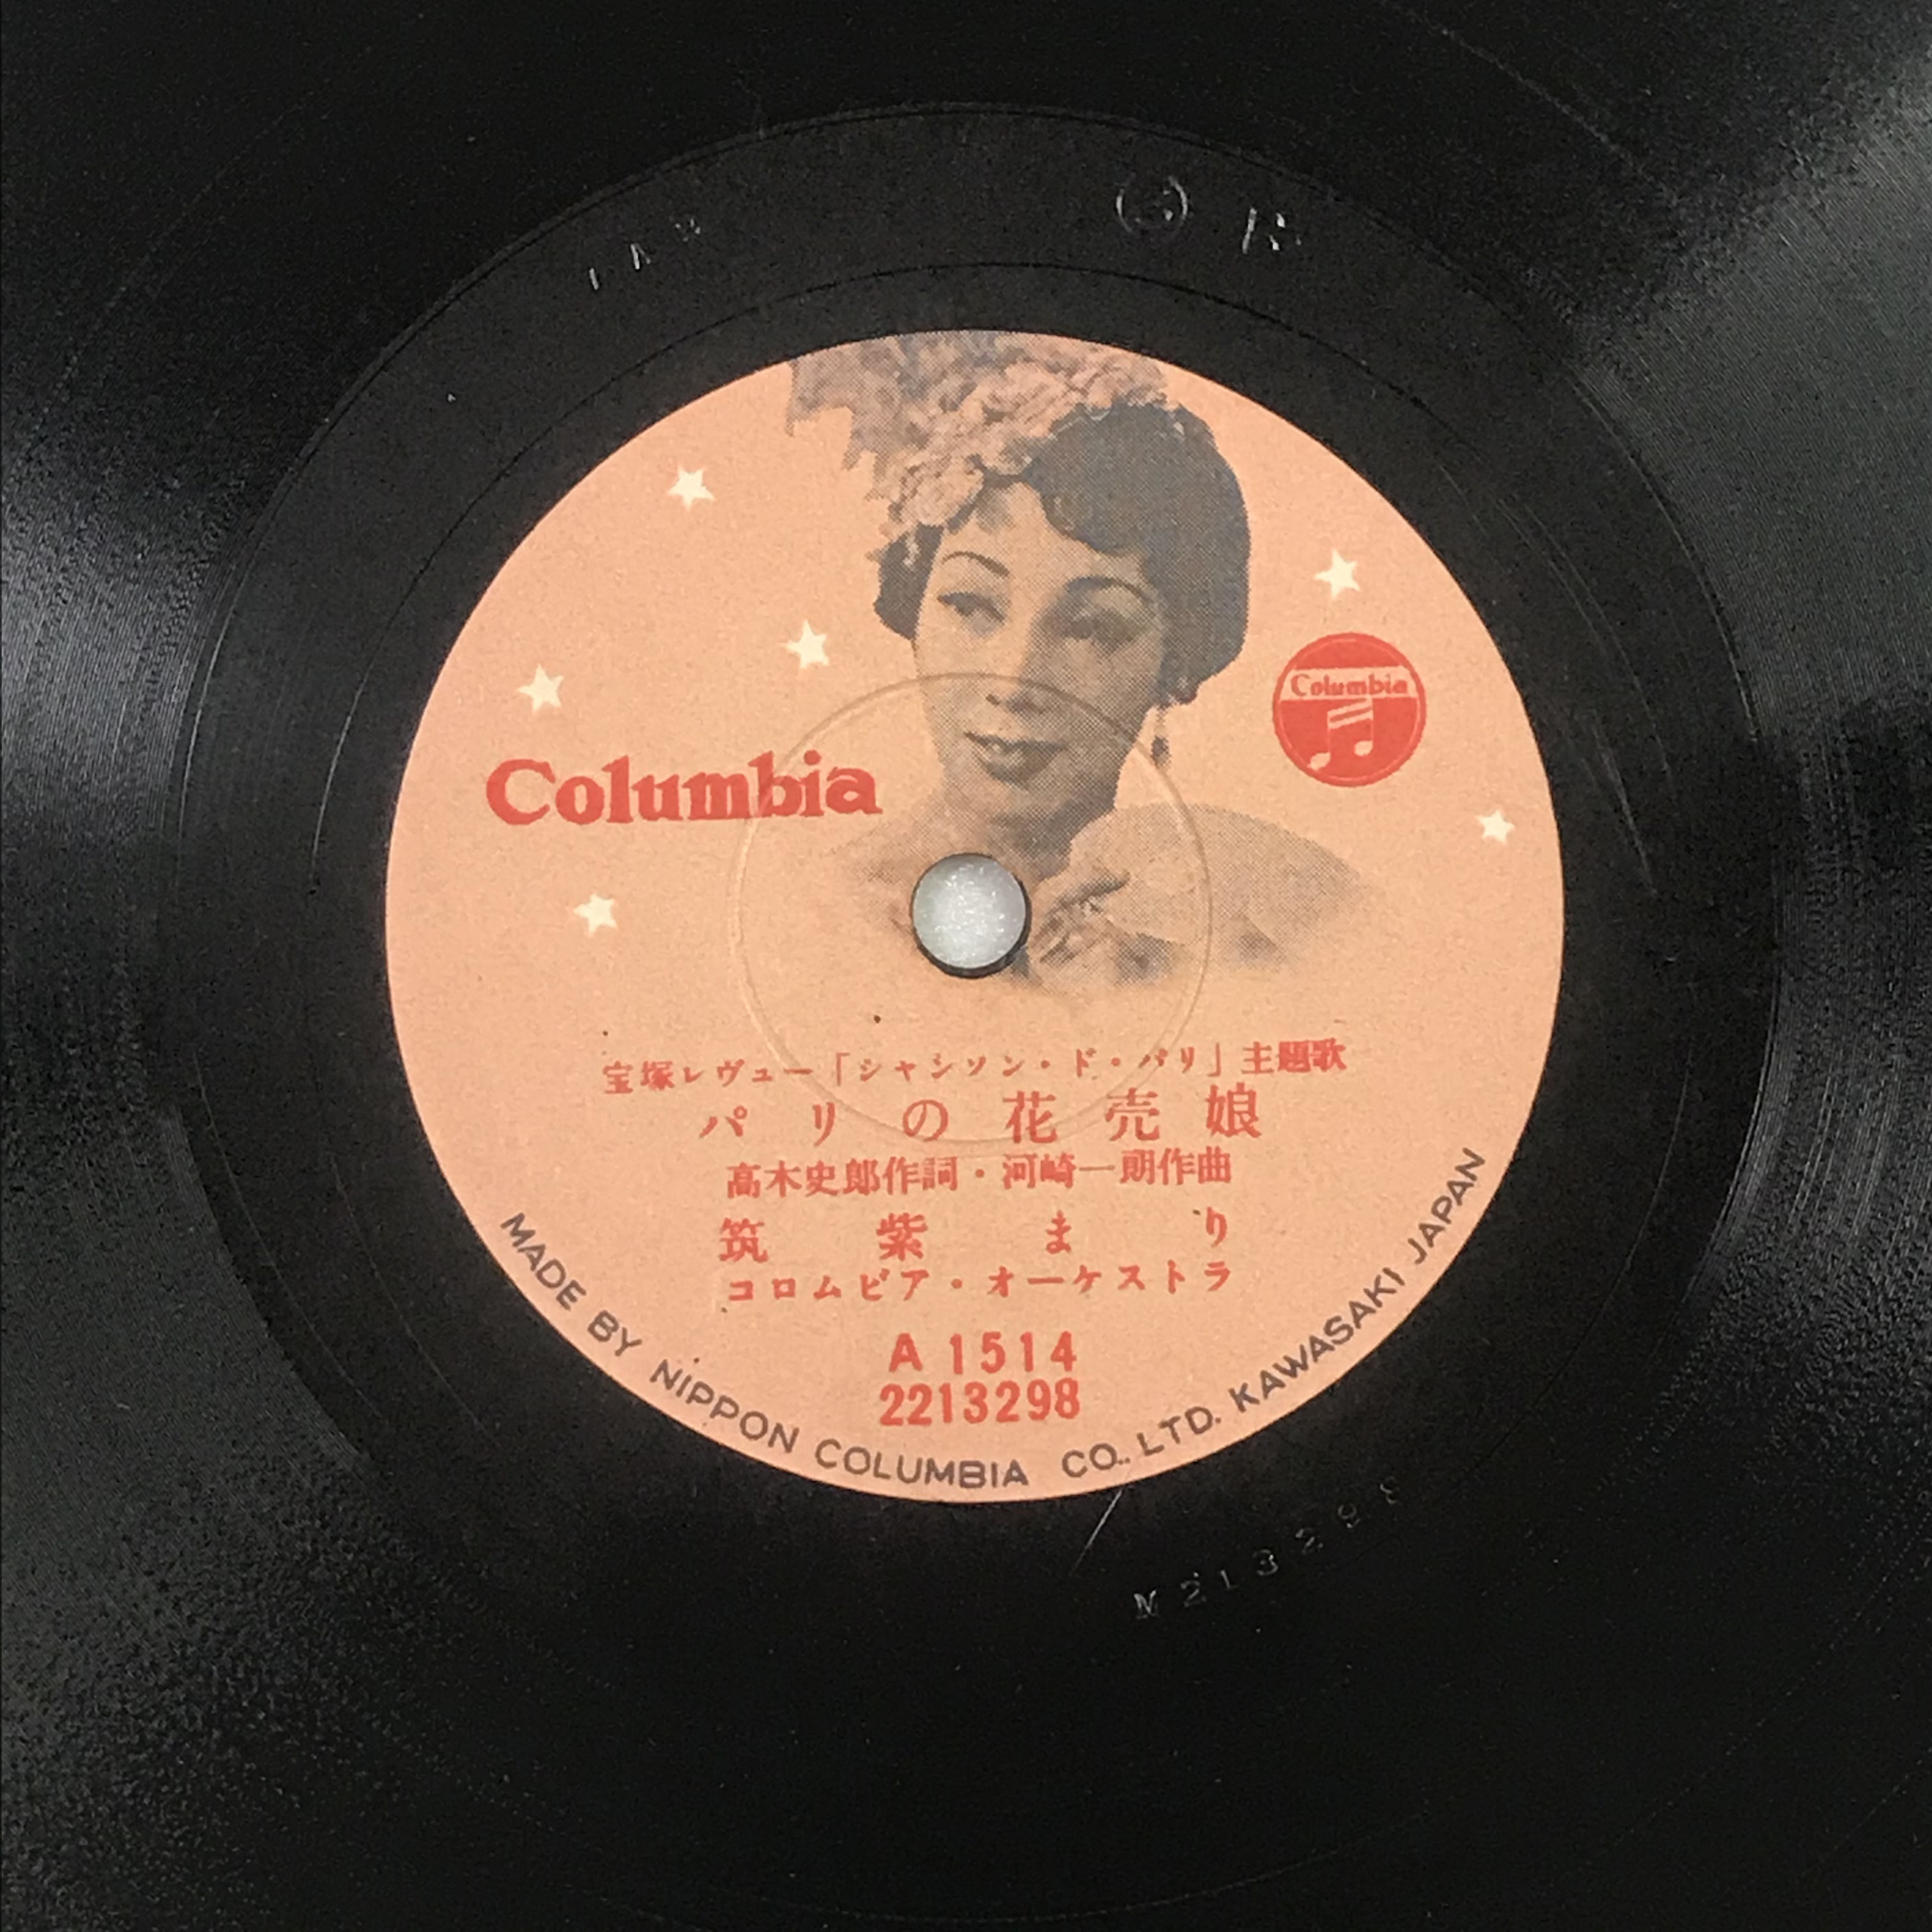 Columbia
Columbia
宝塚レヴュー「シャンソン・ド・パリ」主題歌
パリの花売娘
高木史郎作詞・河崎一朗作曲
筑紫まり
コロムビア・オーケストラ
A 1514
2213298
MADE BY NIPPON COLUMBIA CO., LTD. KAWASAKI JAPAN
M213298